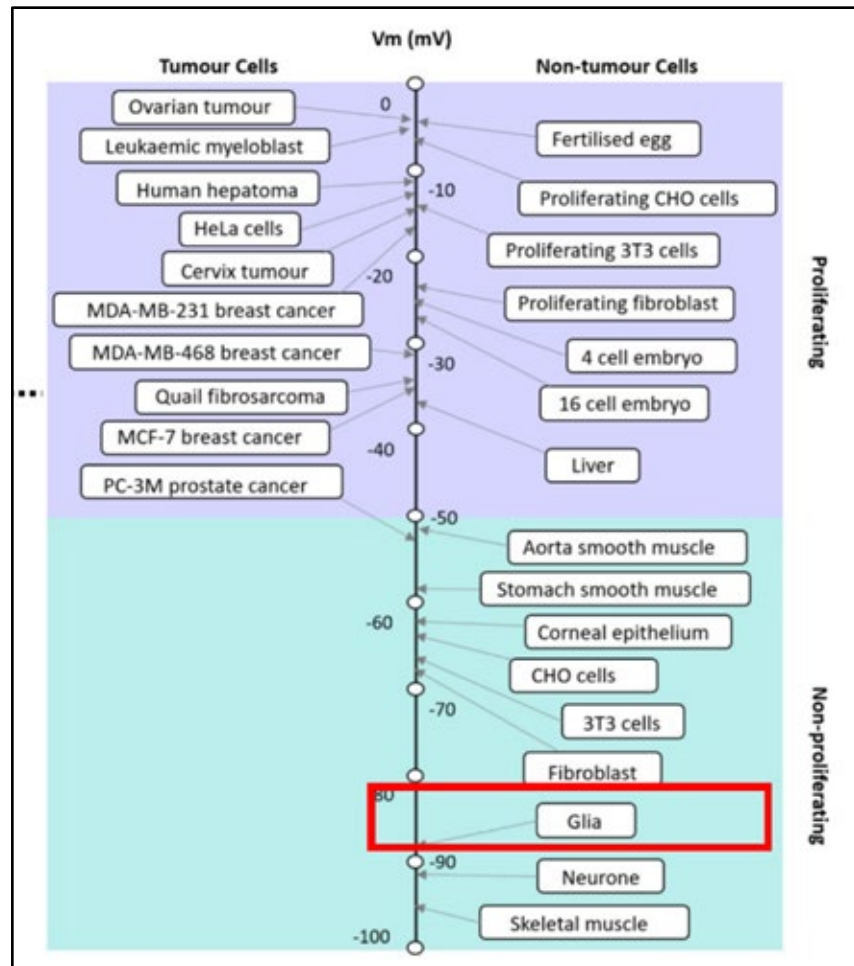 Vm (mV)
Tumour Cells
Non-tumour Cells
0
Ovarian tumour
Leukaemic myeloblast
Fertilised egg
Human hepatoma
-10
Proliferating CHO cells
HeLa cells
Proliferating 3T3 cells
Cervix tumour
-20
MDA-MB-231 breast cancer
Proliferating fibroblast
MDA-MB-468 breast cancer
-30
4 cell embryo
Quail fibrosarcoma
16 cell embryo
MCF-7 breast cancer
-40
Liver
PC-3M prostate cancer
-50
Aorta smooth muscle
Stomach smooth muscle
-60
Corneal epithelium
CHO cells
-70
3T3 cells
Fibroblast
80
Glia
-90
Neurone
Skeletal muscle
-100
Proliferating
Non-proliferating